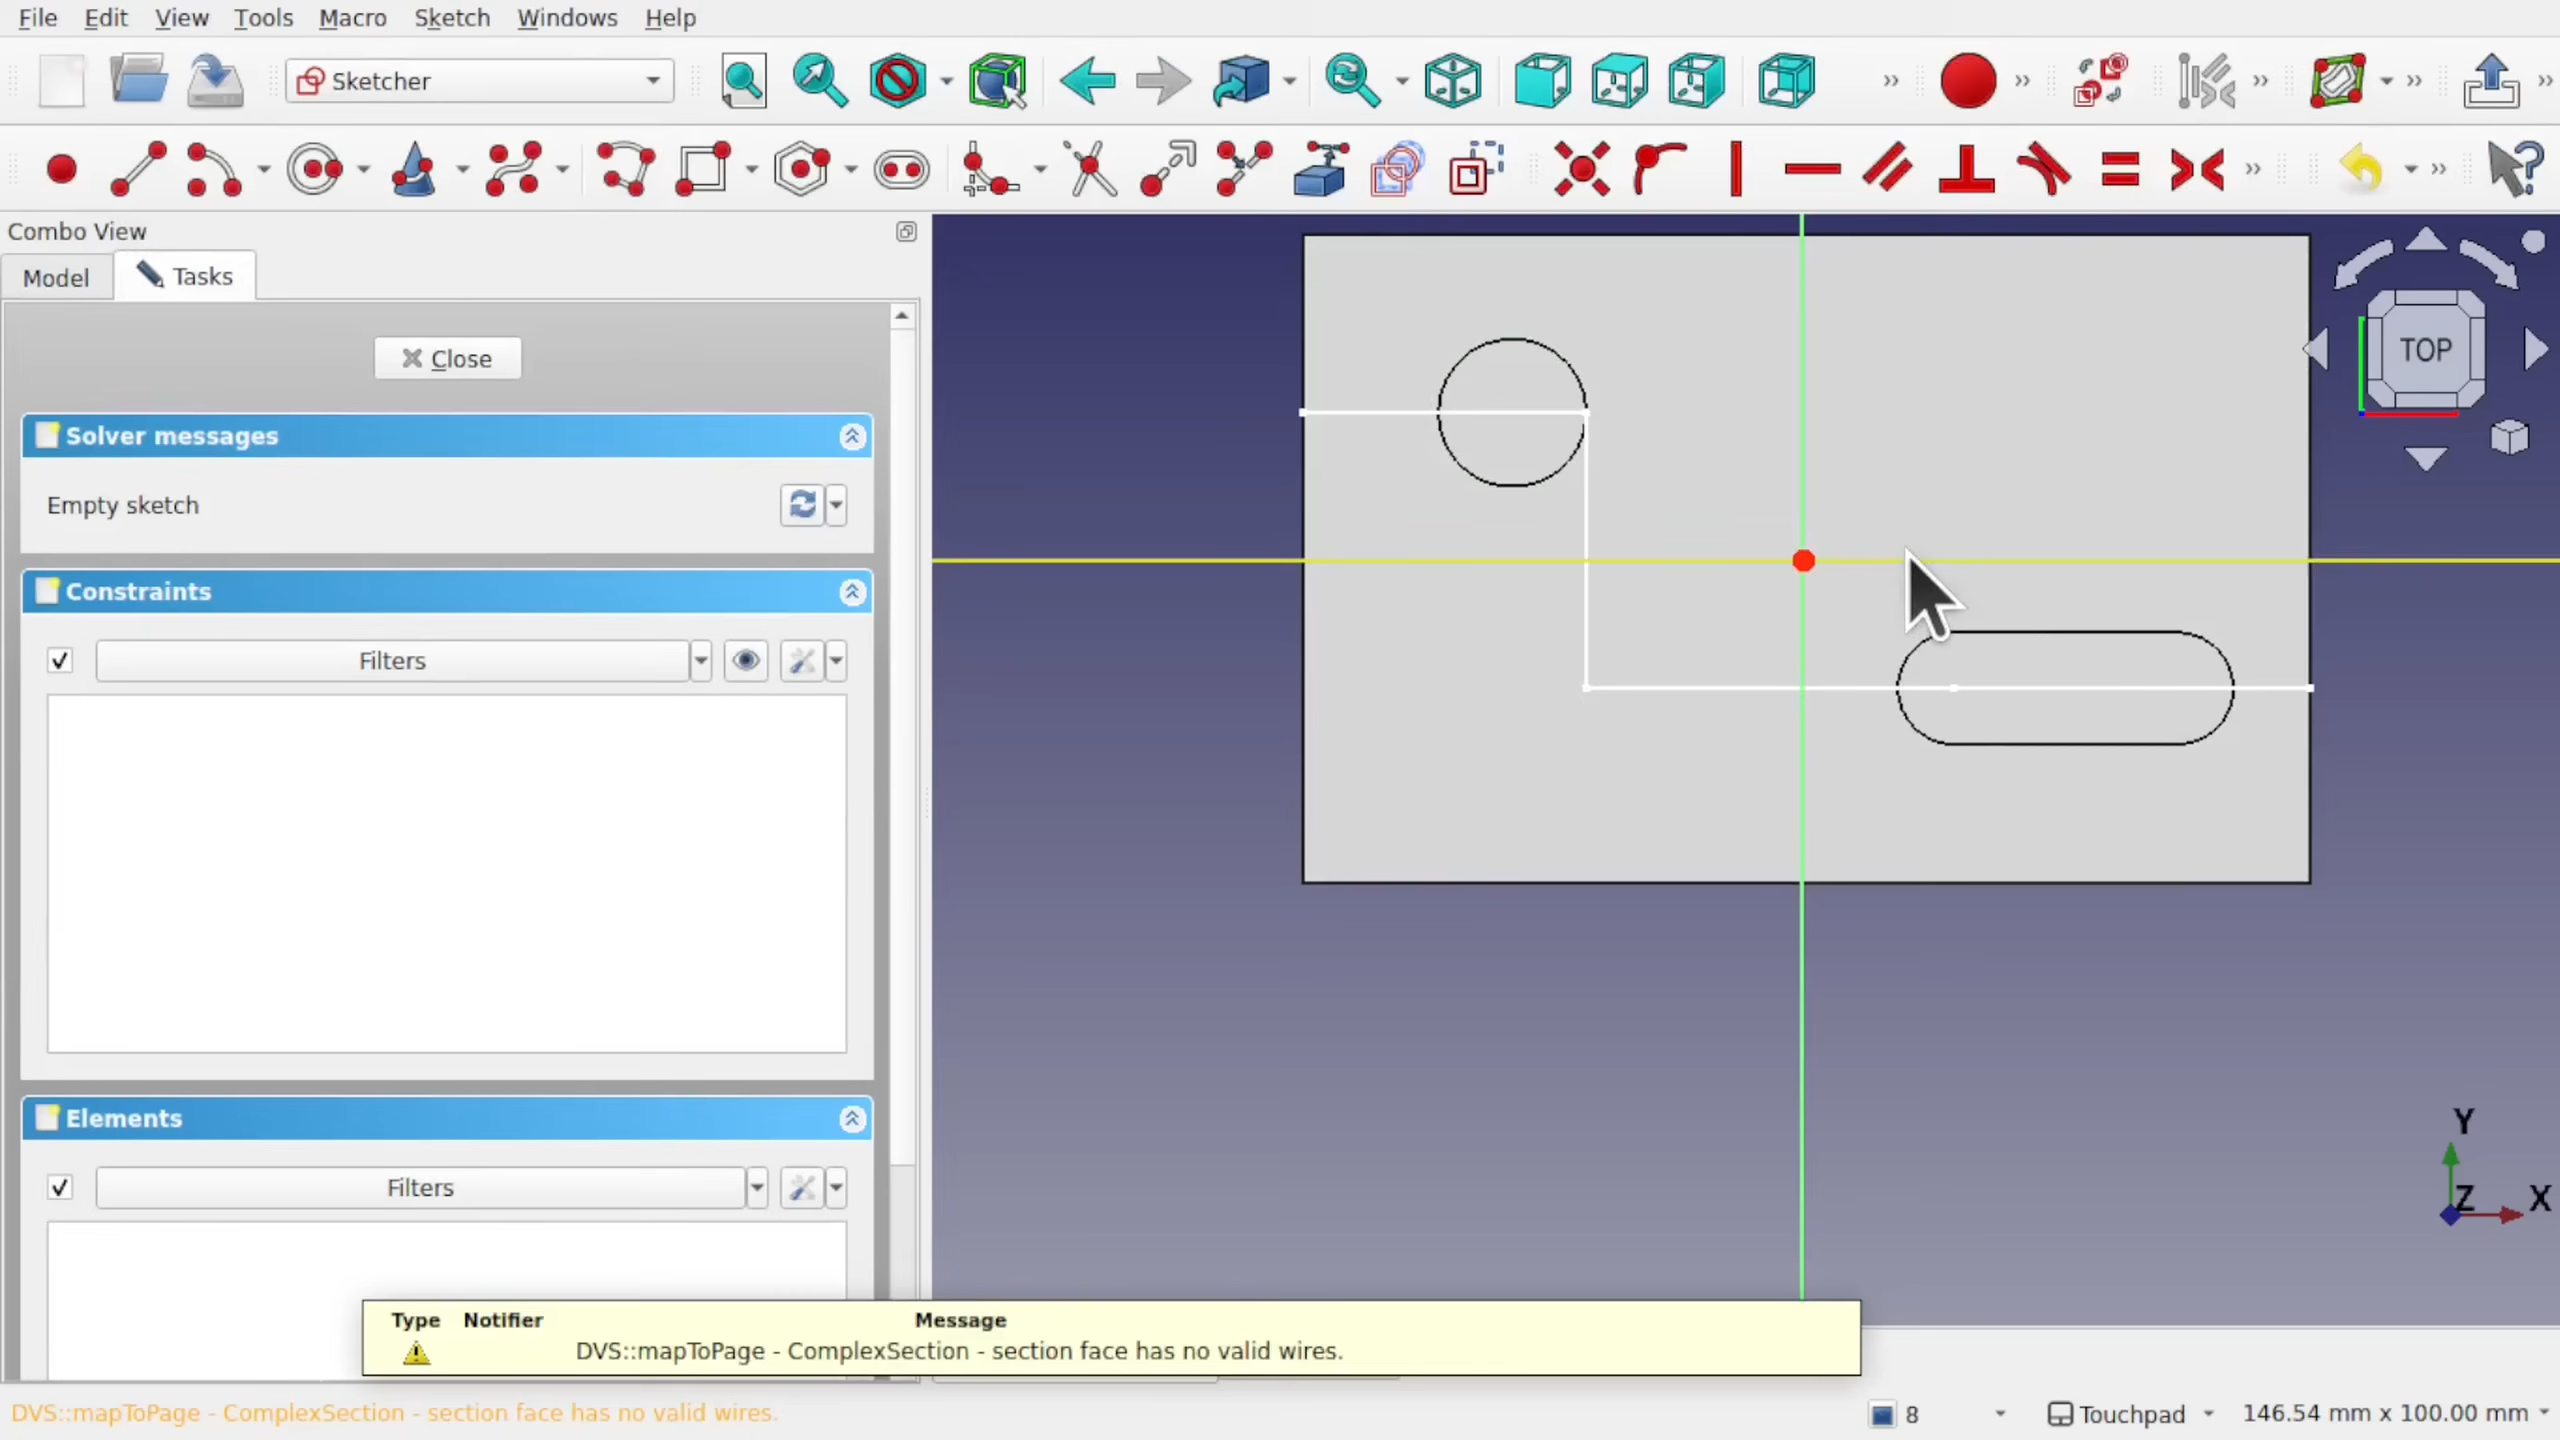 File Edit View Tools Macro Sketch Windows Help
Sketcher
Combo View
Model Tasks
Close
Solver messages
Empty sketch
Constraints
Filters
Elements
Filters
TOP
Y
Z X
Type Notifier Message
DVS::mapToPage - ComplexSection - section face has no valid wires.
DVS::mapToPage - ComplexSection - section face has no valid wires.
8 Touchpad 146.54 mm x 100.00 mm